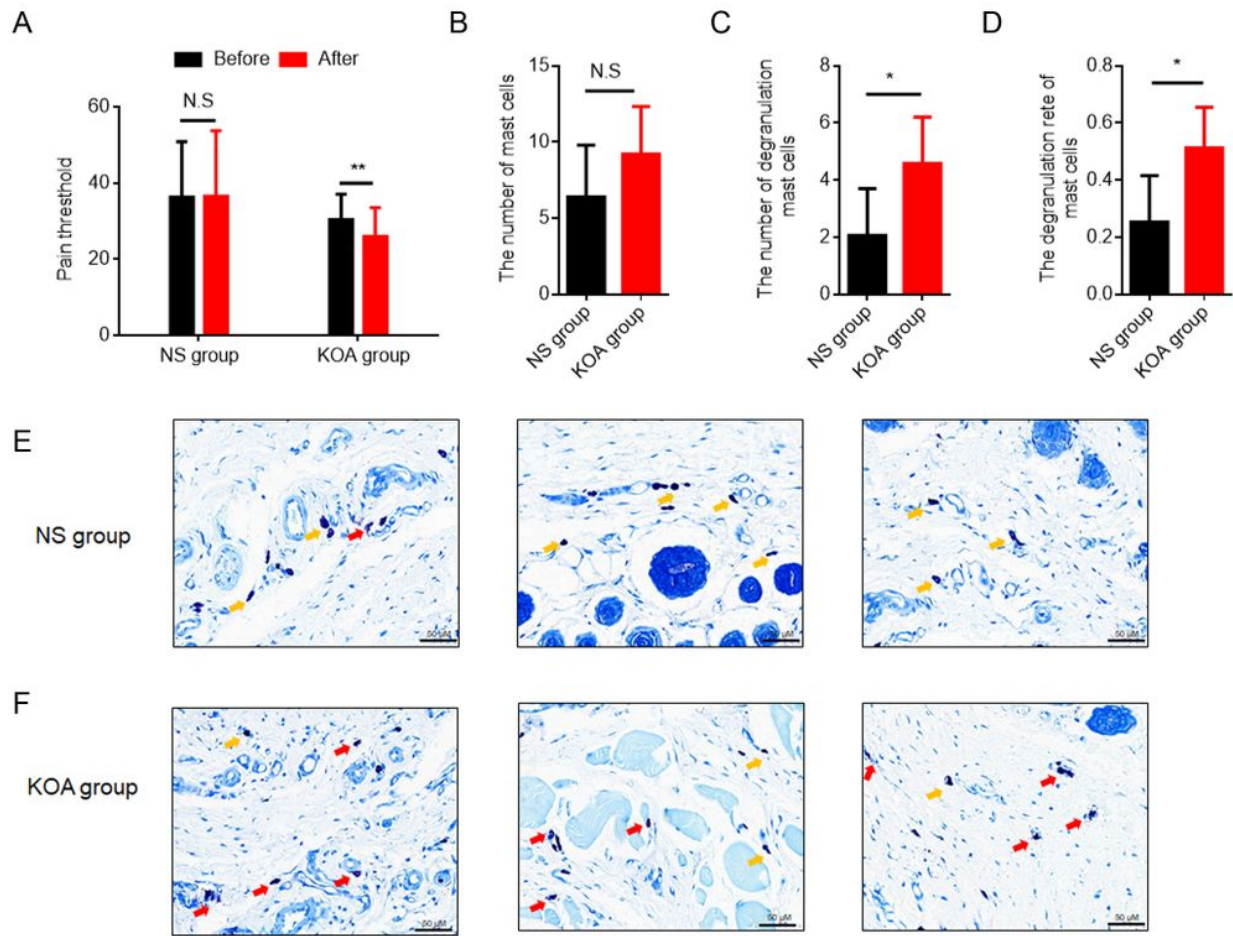 A
B
C
D
Before After
N.S
**
60
40
20
0
Pain thresthold
NS group
KOA group
N.S
15
10
5
0
The number of mast cells
NS group
KOA group
*
8
6
4
2
0
The number of degranulation
mast cells
NS group
KOA group
*
0.8
0.6
0.4
0.2
0.0
The degranulation rete of
mast cells
NS group
KOA group
E
NS group
50 μM
50 μM
50 μM
F
KOA group
50 μM
50 μM
50 μM